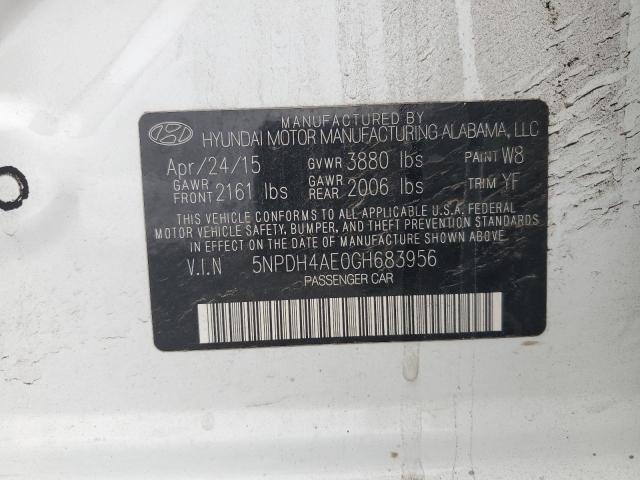 MANUFACTURED BY
HYUNDAI MOTOR MANUFACTURING ALABAMA, LLC
Apr/24/15 GVWR 3880 lbs PAINT W8
GAWR FRONT 2161 lbs GAWR REAR 2006 lbs TRIM YF
THIS VEHICLE CONFORMS TO ALL APPLICABLE U.S.A. FEDERAL
MOTOR VEHICLE SAFETY, BUMPER, AND THEFT PREVENTION STANDARDS
IN EFFECT ON THE DATE OF MANUFACTURE SHOWN ABOVE.
V.I.N 5NPDH4AE0GH683956
PASSENGER CAR